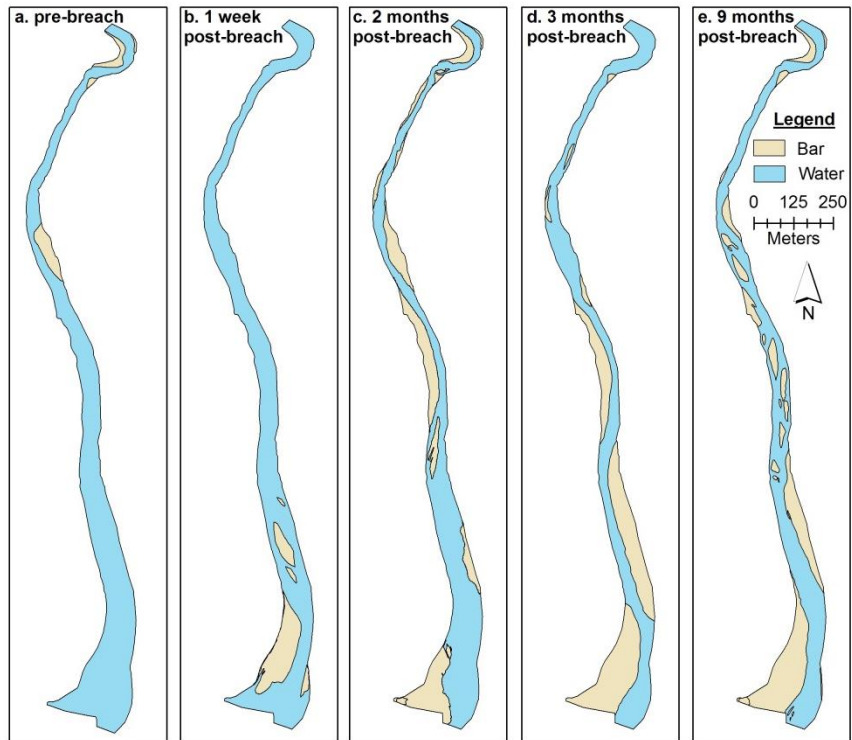 a. pre-breach
b. 1 week
post-breach
c. 2 months
post-breach
d. 3 months
post-breach
e. 9 months
post-breach
Legend
Bar
Water
0 125 250
Meters
N